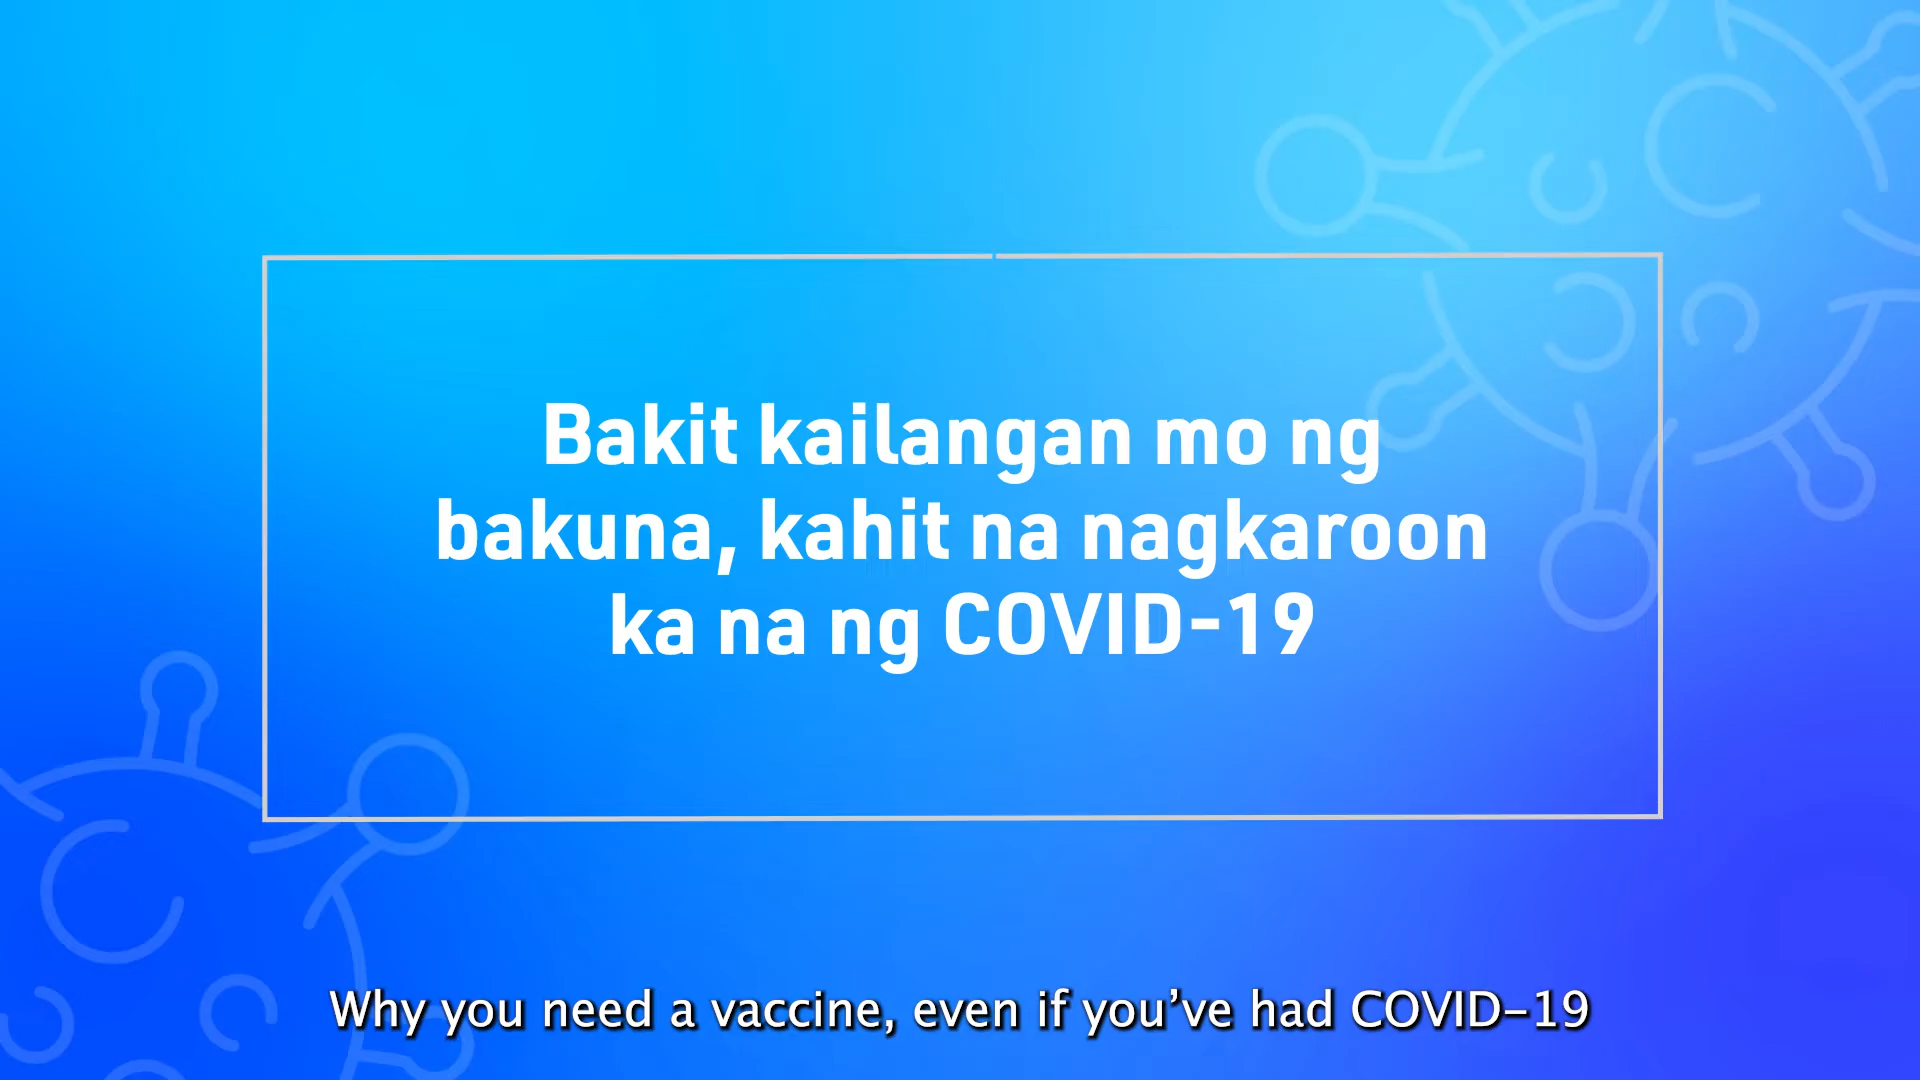 Bakit kailangan mo ng
bakuna, kahit na nagkaroon
ka na ng COVID-19
Why you need a vaccine, even if you’ve had COVID–19